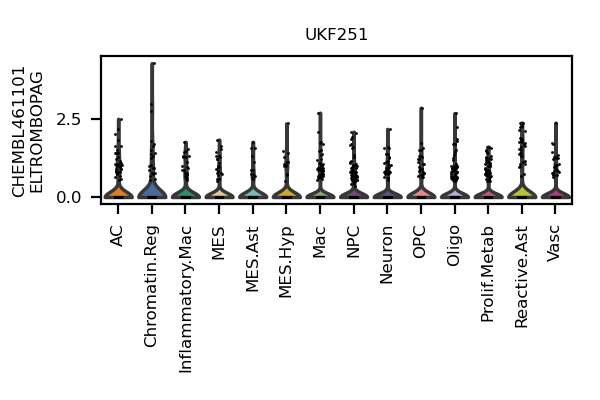 UKF251
CHEMBL461101
ELTROMBOPAG
2.5
0.0
AC
Chromatin.Reg
Inflammatory.Mac
MES
MES.Ast
MES.Hyp
Mac
NPC
Neuron
OPC
Oligo
Prolif.Metab
Reactive.Ast
Vasc